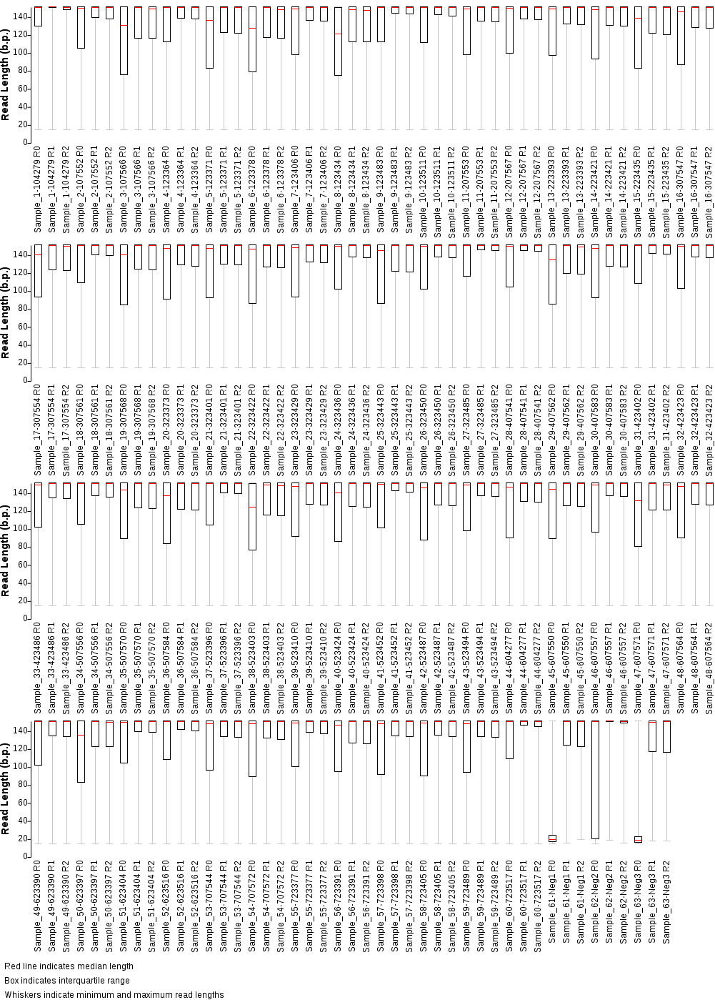 Read Length (b.p.)
140
120
100
80
60
40
20
0
Sample_1-104279 R0
Sample_1-104279 R1
Sample_1-104279 R2
Sample_2-107552 R0
Sample_2-107552 R1
Sample_2-107552 R2
Sample_3-107566 R0
Sample_3-107566 R1
Sample_3-107566 R2
Sample_4-123364 R0
Sample_4-123364 R1
Sample_4-123364 R2
Sample_5-123371 R0
Sample_5-123371 R1
Sample_5-123371 R2
Sample_6-123378 R0
Sample_6-123378 R1
Sample_6-123378 R2
Sample_7-123406 R0
Sample_7-123406 R1
Sample_7-123406 R2
Sample_8-123434 R0
Sample_8-123434 R1
Sample_8-123434 R2
Sample_9-123483 R0
Sample_9-123483 R1
Sample_9-123483 R2
Sample_10-123511 R0
Sample_10-123511 R1
Sample_10-123511 R2
Sample_11-207553 R0
Sample_11-207553 R1
Sample_11-207553 R2
Sample_12-207567 R0
Sample_12-207567 R1
Sample_12-207567 R2
Sample_13-223393 R0
Sample_13-223393 R1
Sample_13-223393 R2
Sample_14-223421 R0
Sample_14-223421 R1
Sample_14-223421 R2
Sample_15-223435 R0
Sample_15-223435 R1
Sample_15-223435 R2
Sample_16-307547 R0
Sample_16-307547 R1
Sample_16-307547 R2
Read Length (b.p.)
140
120
100
80
60
40
20
0
Sample_17-307554 R0
Sample_17-307554 R1
Sample_17-307554 R2
Sample_18-307561 R0
Sample_18-307561 R1
Sample_18-307561 R2
Sample_19-307568 R0
Sample_19-307568 R1
Sample_19-307568 R2
Sample_20-323373 R0
Sample_20-323373 R1
Sample_20-323373 R2
Sample_21-323401 R0
Sample_21-323401 R1
Sample_21-323401 R2
Sample_22-323422 R0
Sample_22-323422 R1
Sample_22-323422 R2
Sample_23-323429 R0
Sample_23-323429 R1
Sample_23-323429 R2
Sample_24-323436 R0
Sample_24-323436 R1
Sample_24-323436 R2
Sample_25-323443 R0
Sample_25-323443 R1
Sample_25-323443 R2
Sample_26-323450 R0
Sample_26-323450 R1
Sample_26-323450 R2
Sample_27-323485 R0
Sample_27-323485 R1
Sample_27-323485 R2
Sample_28-407541 R0
Sample_28-407541 R1
Sample_28-407541 R2
Sample_29-407562 R0
Sample_29-407562 R1
Sample_29-407562 R2
Sample_30-407583 R0
Sample_30-407583 R1
Sample_30-407583 R2
Sample_31-423402 R0
Sample_31-423402 R1
Sample_31-423402 R2
Sample_32-423423 R0
Sample_32-423423 R1
Sample_32-423423 R2
Read Length (b.p.)
140
120
100
80
60
40
20
0
Sample_33-423486 R0
Sample_33-423486 R1
Sample_33-423486 R2
Sample_34-507556 R0
Sample_34-507556 R1
Sample_34-507556 R2
Sample_35-507570 R0
Sample_35-507570 R1
Sample_35-507570 R2
Sample_36-507584 R0
Sample_36-507584 R1
Sample_36-507584 R2
Sample_37-523396 R0
Sample_37-523396 R1
Sample_37-523396 R2
Sample_38-523403 R0
Sample_38-523403 R1
Sample_38-523403 R2
Sample_39-523410 R0
Sample_39-523410 R1
Sample_39-523410 R2
Sample_40-523424 R0
Sample_40-523424 R1
Sample_40-523424 R2
Sample_41-523452 R0
Sample_41-523452 R1
Sample_41-523452 R2
Sample_42-523487 R0
Sample_42-523487 R1
Sample_42-523487 R2
Sample_43-523494 R0
Sample_43-523494 R1
Sample_43-523494 R2
Sample_44-604277 R0
Sample_44-604277 R1
Sample_44-604277 R2
Sample_45-607550 R0
Sample_45-607550 R1
Sample_45-607550 R2
Sample_46-607557 R0
Sample_46-607557 R1
Sample_46-607557 R2
Sample_47-607571 R0
Sample_47-607571 R1
Sample_47-607571 R2
Sample_48-607564 R0
Sample_48-607564 R1
Sample_48-607564 R2
Read Length (b.p.)
140
120
100
80
60
40
20
0
Sample_49-623390 R0
Sample_49-623390 R1
Sample_49-623390 R2
Sample_50-623397 R0
Sample_50-623397 R1
Sample_50-623397 R2
Sample_51-623404 R0
Sample_51-623404 R1
Sample_51-623404 R2
Sample_52-623516 R0
Sample_52-623516 R1
Sample_52-623516 R2
Sample_53-707544 R0
Sample_53-707544 R1
Sample_53-707544 R2
Sample_54-707572 R0
Sample_54-707572 R1
Sample_54-707572 R2
Sample_55-723377 R0
Sample_55-723377 R1
Sample_55-723377 R2
Sample_56-723391 R0
Sample_56-723391 R1
Sample_56-723391 R2
Sample_57-723398 R0
Sample_57-723398 R1
Sample_57-723398 R2
Sample_58-723405 R0
Sample_58-723405 R1
Sample_58-723405 R2
Sample_59-723489 R0
Sample_59-723489 R1
Sample_59-723489 R2
Sample_60-723517 R0
Sample_60-723517 R1
Sample_60-723517 R2
Sample_61-Neg1 R0
Sample_61-Neg1 R1
Sample_61-Neg1 R2
Sample_62-Neg2 R0
Sample_62-Neg2 R1
Sample_62-Neg2 R2
Sample_63-Neg3 R0
Sample_63-Neg3 R1
Sample_63-Neg3 R2
Red line indicates median length
Box indicates interquartile range
Whiskers indicate minimum and maximum read lengths